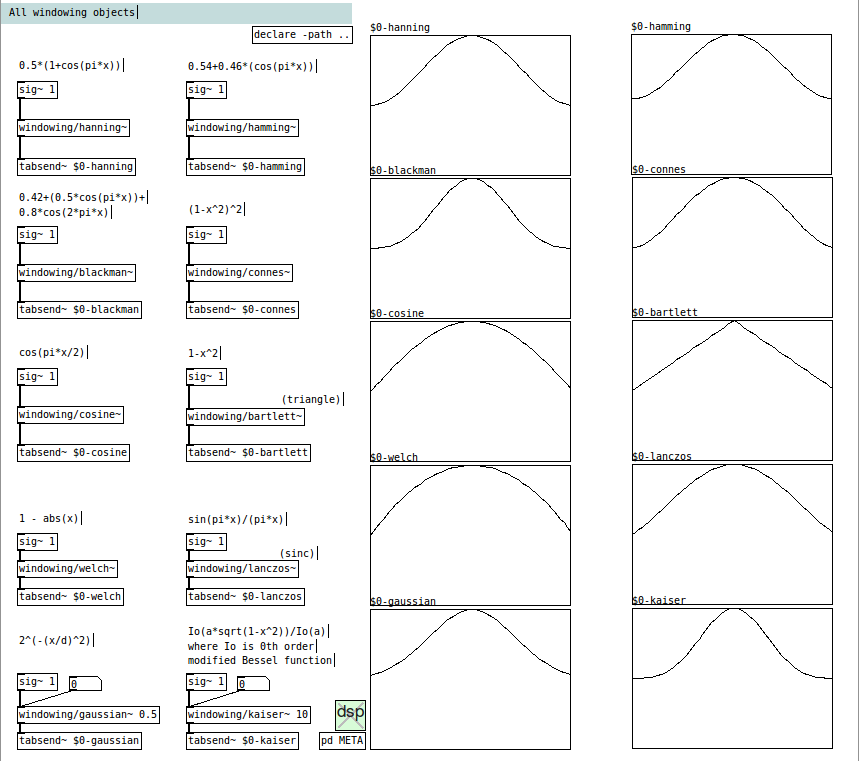 All windowing objects
declare -path ..
0.5*(1+cos(pi*x))
sig~ 1
windowing/hanning~
tabsend~ $0-hanning
0.54+0.46*(cos(pi*x))
sig~ 1
windowing/hamming~
tabsend~ $0-hamming
0.42+(0.5*cos(pi*x))+
0.8*cos(2*pi*x)
sig~ 1
windowing/blackman~
tabsend~ $0-blackman
(1-x^2)^2
sig~ 1
windowing/connes~
tabsend~ $0-connes
cos(pi*x/2)
sig~ 1
windowing/cosine~
tabsend~ $0-cosine
1-x^2
sig~ 1
(triangle)
windowing/bartlett~
tabsend~ $0-bartlett
1 - abs(x)
sig~ 1
windowing/welch~
tabsend~ $0-welch
sin(pi*x)/(pi*x)
sig~ 1
(sinc)
windowing/lanczos~
tabsend~ $0-lanczos
2^(-(x/d)^2)
sig~ 1
0
windowing/gaussian~ 0.5
tabsend~ $0-gaussian
Io(a*sqrt(1-x^2))/Io(a)
where Io is 0th order
modified Bessel function
sig~ 1
0
windowing/kaiser~ 10
tabsend~ $0-kaiser
dsp
pd META
$0-hanning
$0-hamming
$0-blackman
$0-connes
$0-cosine
$0-bartlett
$0-welch
$0-lanczos
$0-gaussian
$0-kaiser